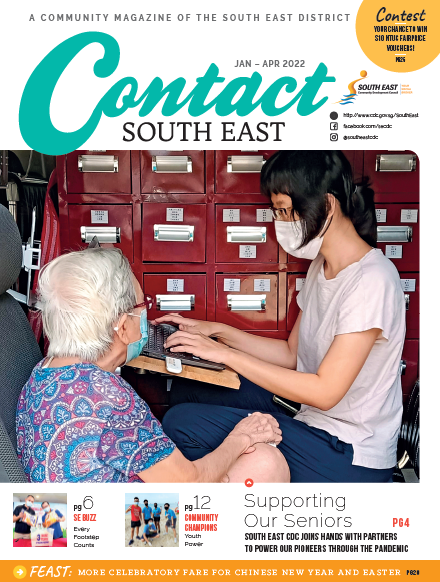 A COMMUNITY MAGAZINE OF THE SOUTH EAST DISTRICT
Contest
YOUR CHANCE TO WIN
$10 NTUC FAIRPRICE
VOUCHERS!
PG25
JAN – APR 2022
Contact
SOUTH EAST
SOUTH EAST
Community Development Council
http://www.cdc.gov.sg/SouthEast
facebook.com/secdc
@southeastcdc
pg6
SE BUZZ
Every
Footstep
Counts
pg12
COMMUNITY
CHAMPIONS
Youth
Power
Supporting
Our Seniors
PG4
SOUTH EAST CDC JOINS HANDS WITH PARTNERS
TO POWER OUR PIONEERS THROUGH THE PANDEMIC
FEAST: MORE CELEBRATORY FARE FOR CHINESE NEW YEAR AND EASTER PG20